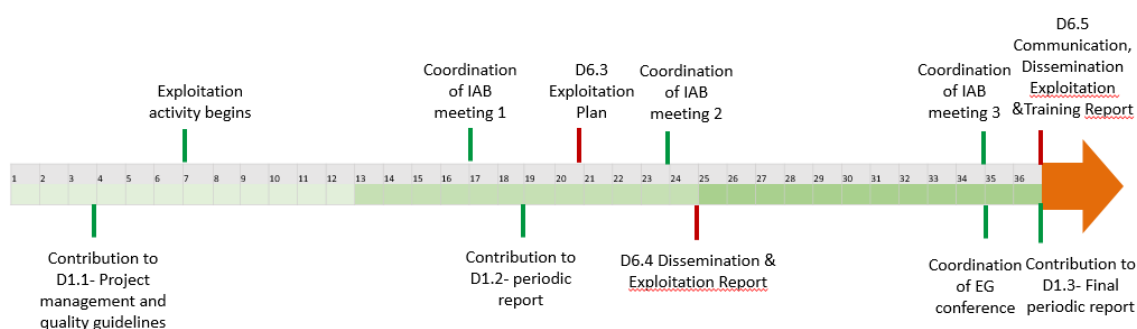 Exploitation
activity begins
Coordination
of IAB
meeting 1
D6.3
Exploitation
Plan
Coordination
of IAB
meeting 2
Coordination
of IAB
meeting 3
D6.5
Communication,
Dissemination
Exploitation
&Training Report
1 2 3 4 5 6 7 8 9 10 11 12 13 14 15 16 17 18 19 20 21 22 23 24 25 26 27 28 29 30 31 32 33 34 35 36
Contribution to
D1.1- Project
management and
quality guidelines
Contribution to
D1.2- periodic
report
D6.4 Dissemination &
Exploitation Report
Coordination
of EG
conference
Contribution to
D1.3- Final
periodic report